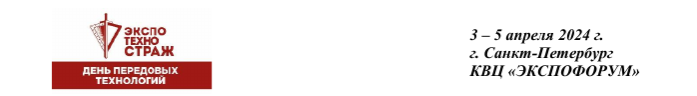 ЭКСПО
ТЕХНО
СТРАЖ
ДЕНЬ ПЕРЕДОВЫХ
ТЕХНОЛОГИЙ
3 – 5 апреля 2024 г.
г. Санкт-Петербург
КВЦ «ЭКСПОФОРУМ»